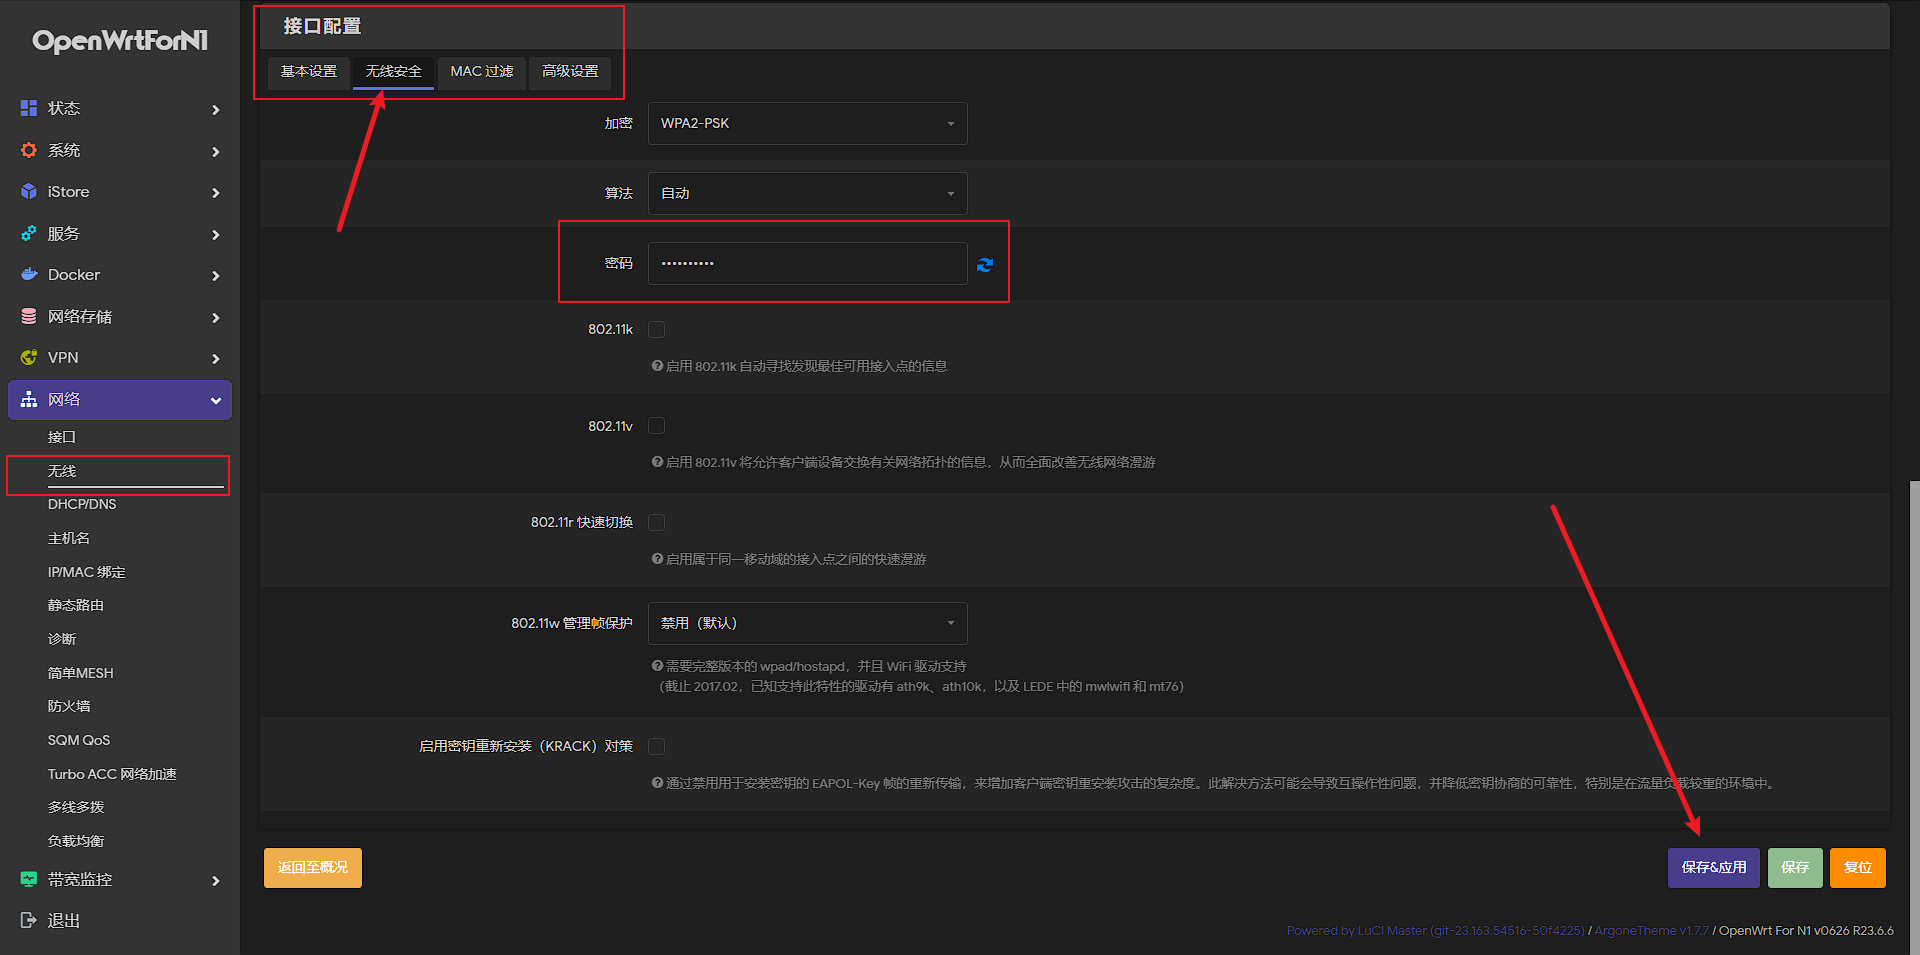 OpenWrtForN1
状态
系统
iStore
服务
Docker
网络存储
VPN
网络
接口
无线
DHCP/DNS
主机名
IP/MAC 绑定
静态路由
诊断
简单MESH
防火墙
SQM QoS
Turbo ACC 网络加速
多线多拨
负载均衡
带宽监控
退出
接口配置
基本设置 无线安全 MAC 过滤 高级设置
加密 WPA2-PSK
算法 自动
密码 ••••••••••
802.11k
启用 802.11k 自动寻找发现最佳可用接入点的信息
802.11v
启用 802.11v 将允许客户端设备交换有关网络拓扑的信息，从而全面改善无线网络漫游
802.11r 快速切换
启用属于同一移动域的接入点之间的快速漫游
802.11w 管理帧保护 禁用（默认）
需要完整版本的 wpad/hostapd，并且 WiFi 驱动支持
（截止 2017.02，已知支持此特性的驱动有 ath9k、ath10k，以及 LEDE 中的 mwlwifi 和 mt76）
启用密钥重新安装（KRACK）对策
通过禁用用于安装密钥的 EAPOL-Key 帧的重新传输，来增加客户端密钥重安装攻击的复杂度。此解决方法可能会导致互操作性问题，并降低密钥协商的可靠性，特别是在流量负载较重的环境中。
返回至概况 保存&应用 保存 复位
Powered by LuCI Master (git-23.163.54516-50f4225) / ArgoneTheme v1.7.7 / OpenWrt For N1 v0626 R23.6.6